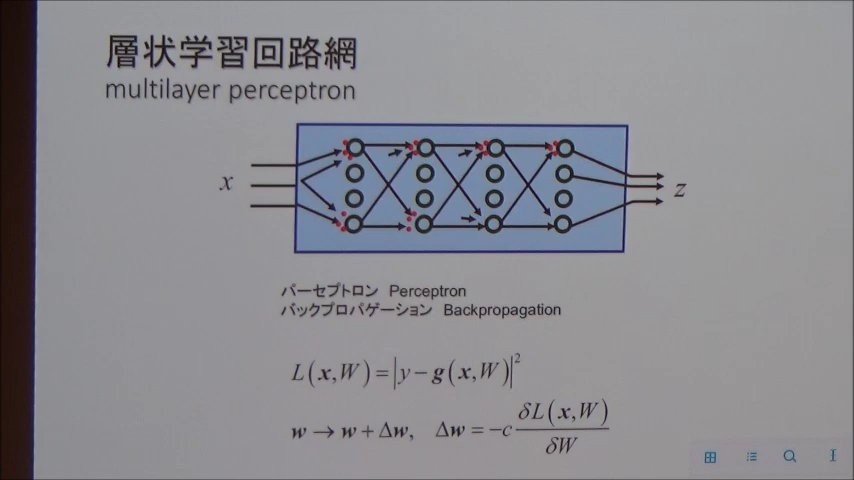 層状学習回路網
multilayer perceptron
x
z
パーセプトロン Perceptron
バックプロパゲーション Backpropagation
L(x,W)=|y−g(x,W)|²
w→w+Δw, Δw=−c δL(x,W)/δW